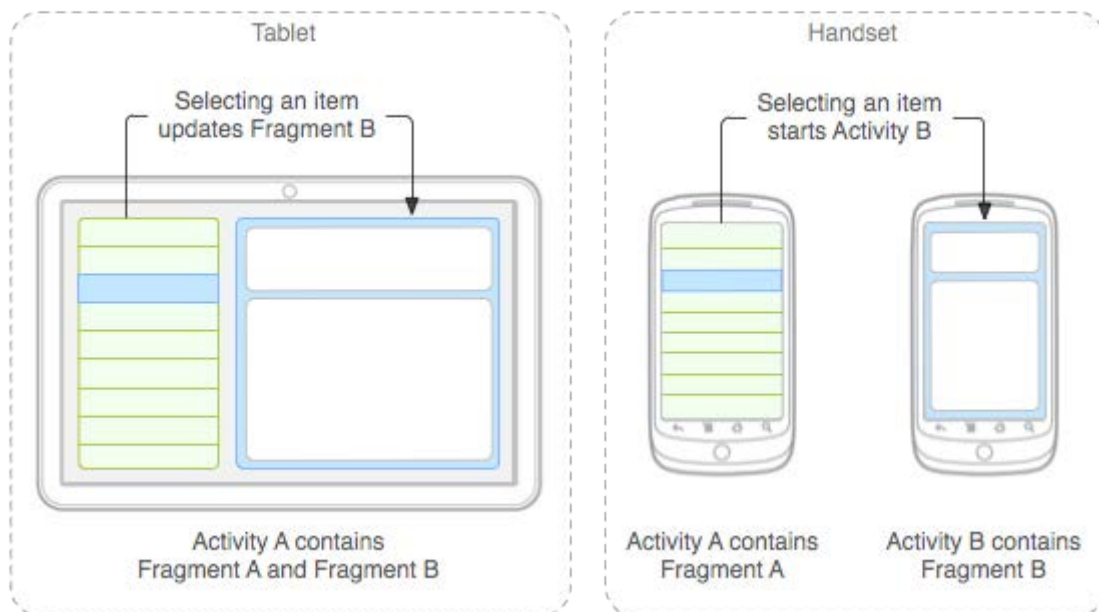 Tablet
Selecting an item
updates Fragment B
Activity A contains
Fragment A and Fragment B
Handset
Selecting an item
starts Activity B
Activity A contains
Fragment A
Activity B contains
Fragment B